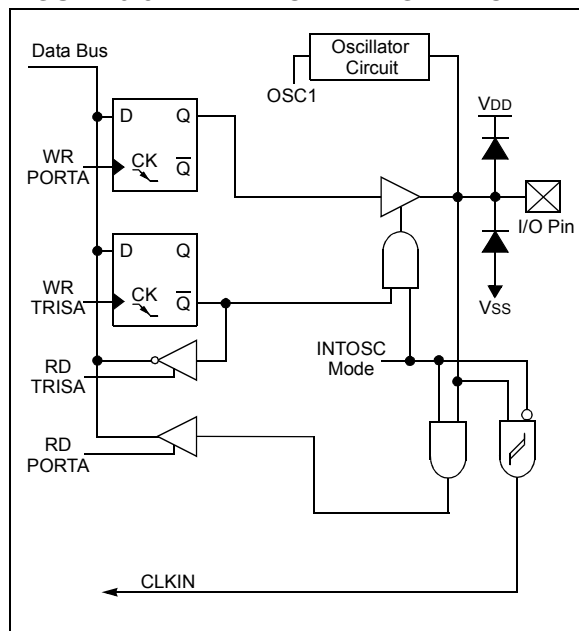 Data Bus
Oscillator
Circuit
OSC1
VDD
D
Q
WR
PORTA
CK
Q
I/O Pin
D
Q
VSS
WR
TRISA
CK
Q
INTOSC
Mode
RD
TRISA
RD
PORTA
CLKIN